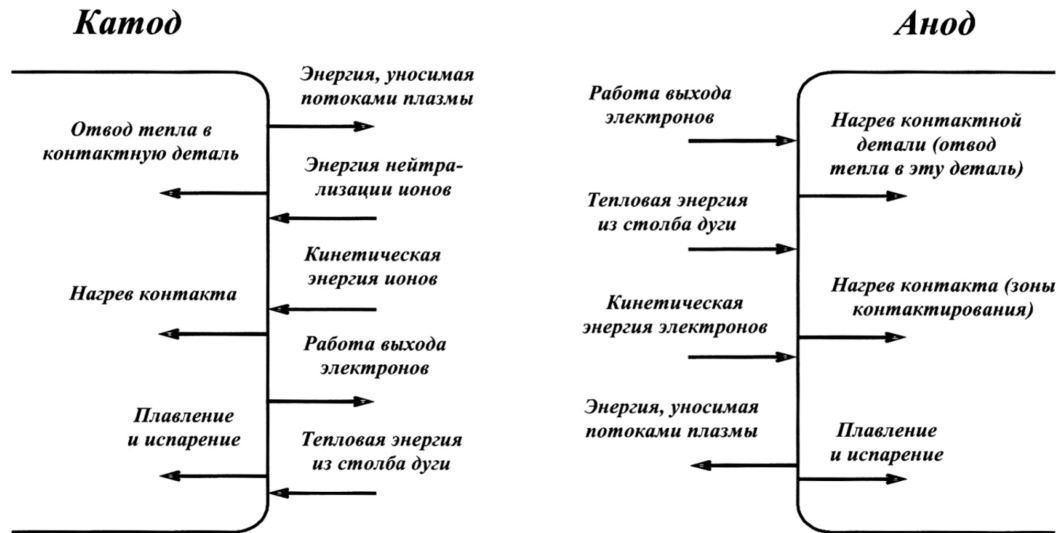 Катод
Анод
Энергия, уносимая
потоками плазмы
Отвод тепла в
контактную деталь
Энергия нейтра-
лизации ионов
Кинетическая
энергия ионов
Нагрев контакта
Работа выхода
электронов
Плавление
и испарение
Тепловая энергия
из столба дуги
Работа выхода
электронов
Нагрев контактной
детали (отвод
тепла в эту деталь)
Тепловая энергия
из столба дуги
Нагрев контакта (зоны
контактирования)
Кинетическая
энергия электронов
Энергия, уносимая
потоками плазмы
Плавление
и испарение